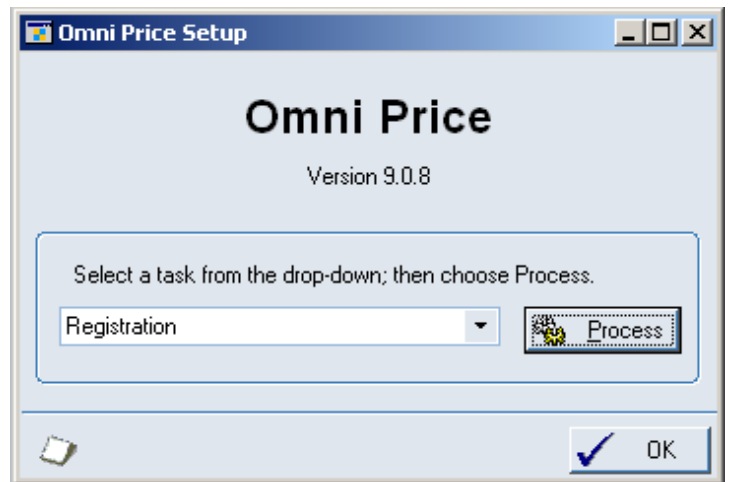 Omni Price Setup
Omni Price
Version 9.0.8
Select a task from the drop-down; then choose Process.
Registration
Process
OK